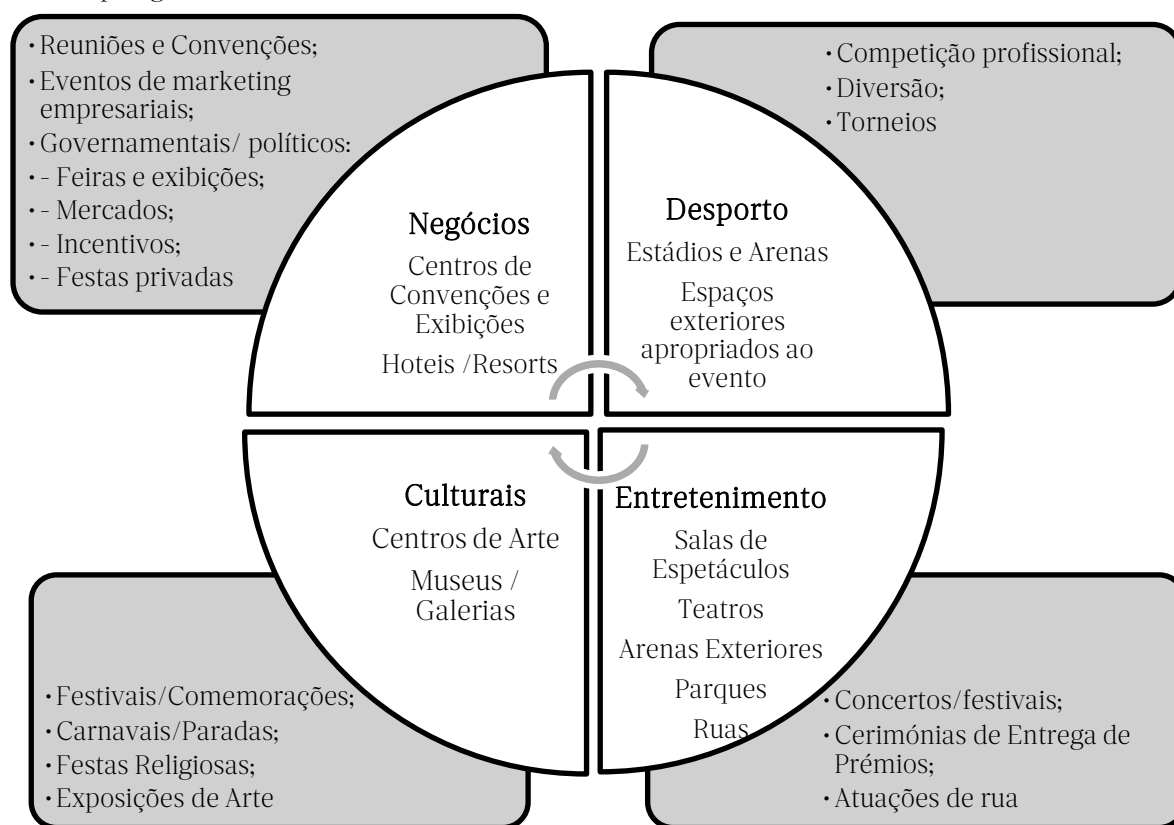 · Reuniões e Convenções;
· Eventos de marketing
empresariais;
· Governamentais/ políticos:
· - Feiras e exibições;
· - Mercados;
· - Incentivos;
· - Festas privadas
· Competição profissional;
· Diversão;
· Torneios
Negócios
Centros de
Convenções e
Exibições
Hoteis /Resorts
Desporto
Estádios e Arenas
Espaços
exteriores
apropriados ao
evento
Culturais
Centros de Arte
Museus /
Galerias
Entretenimento
Salas de
Espetáculos
Teatros
Arenas Exteriores
Parques
Ruas
· Festivais/Comemorações;
· Carnavais/Paradas;
· Festas Religiosas;
· Exposições de Arte
· Concertos/festivais;
· Cerimónias de Entrega de
Prémios;
· Atuações de rua